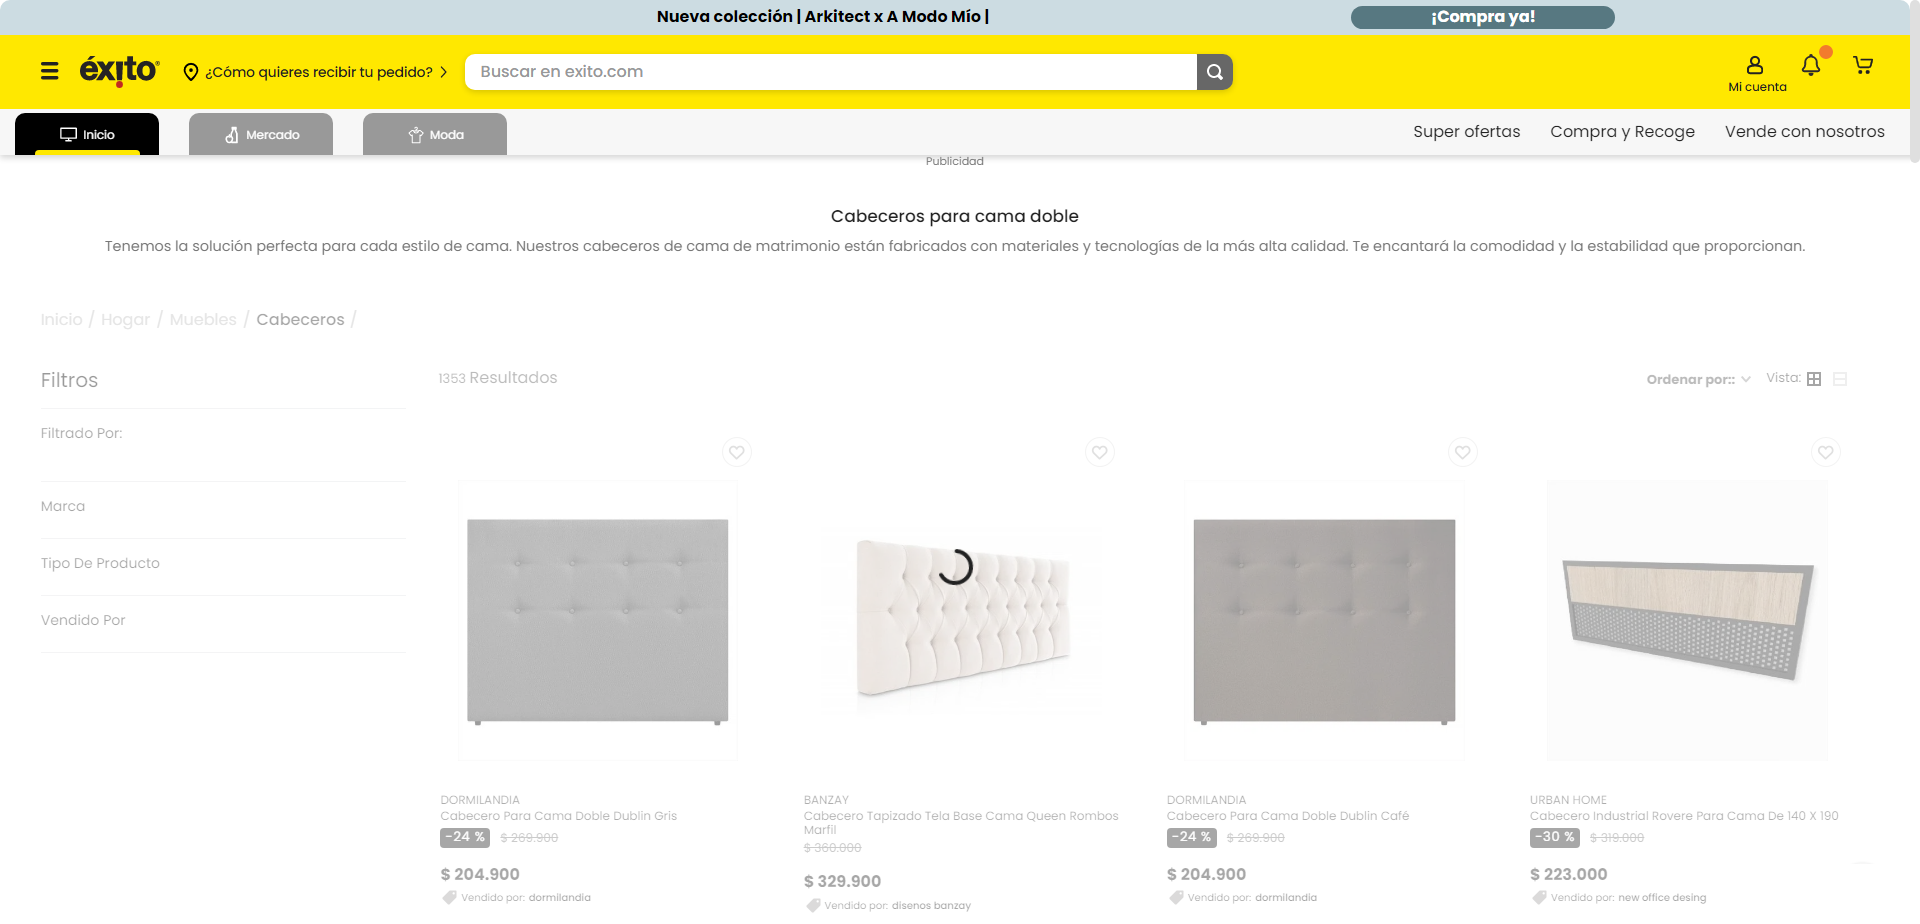 Nueva colección | Arkitect x A Modo Mío |
¡Compra ya!
éxito
¿Cómo quieres recibir tu pedido?
Buscar en exito.com
Mi cuenta
Inicio
Mercado
Moda
Super ofertas
Compra y Recoge
Vende con nosotros
Publicidad
Cabeceros para cama doble
Tenemos la solución perfecta para cada estilo de cama. Nuestros cabeceros de cama de matrimonio están fabricados con materiales y tecnologías de la más alta calidad. Te encantará la comodidad y la estabilidad que proporcionan.
Inicio / Hogar / Muebles / Cabeceros /
Filtros
Filtrado Por:
Marca
Tipo De Producto
Vendido Por
1353 Resultados
Ordenar por::
Vista:
DORMILANDIA
Cabecero Para Cama Doble Dublin Gris
-24 % $ 269.900
$ 204.900
Vendido por: dormilandia
BANZAY
Cabecero Tapizado Tela Base Cama Queen Rombos
Marfil
$ 360.000
$ 329.900
Vendido por: disenos banzay
DORMILANDIA
Cabecero Para Cama Doble Dublin Café
-24 % $ 269.900
$ 204.900
Vendido por: dormilandia
URBAN HOME
Cabecero Industrial Rovere Para Cama De 140 X 190
-30 % $ 319.000
$ 223.000
Vendido por: new office desing